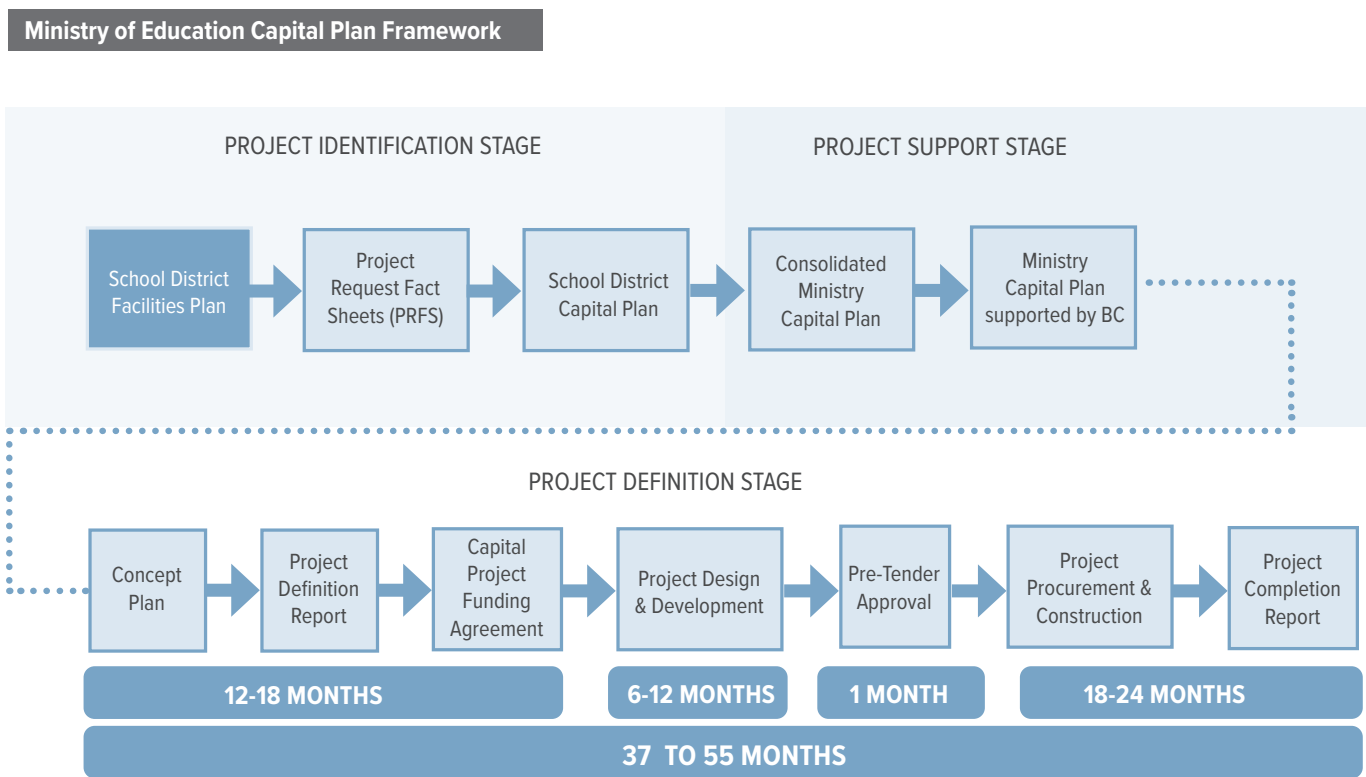 Ministry of Education Capital Plan Framework
PROJECT IDENTIFICATION STAGE
PROJECT SUPPORT STAGE
School District
Facilities Plan
Project
Request Fact
Sheets (PRFS)
School District
Capital Plan
Consolidated
Ministry
Capital Plan
Ministry
Capital Plan
supported by BC
PROJECT DEFINITION STAGE
Concept
Plan
Project
Definition
Report
Capital
Project
Funding
Agreement
Project Design
& Development
Pre-Tender
Approval
Project
Procurement &
Construction
Project
Completion
Report
12-18 MONTHS
6-12 MONTHS
1 MONTH
18-24 MONTHS
37 TO 55 MONTHS